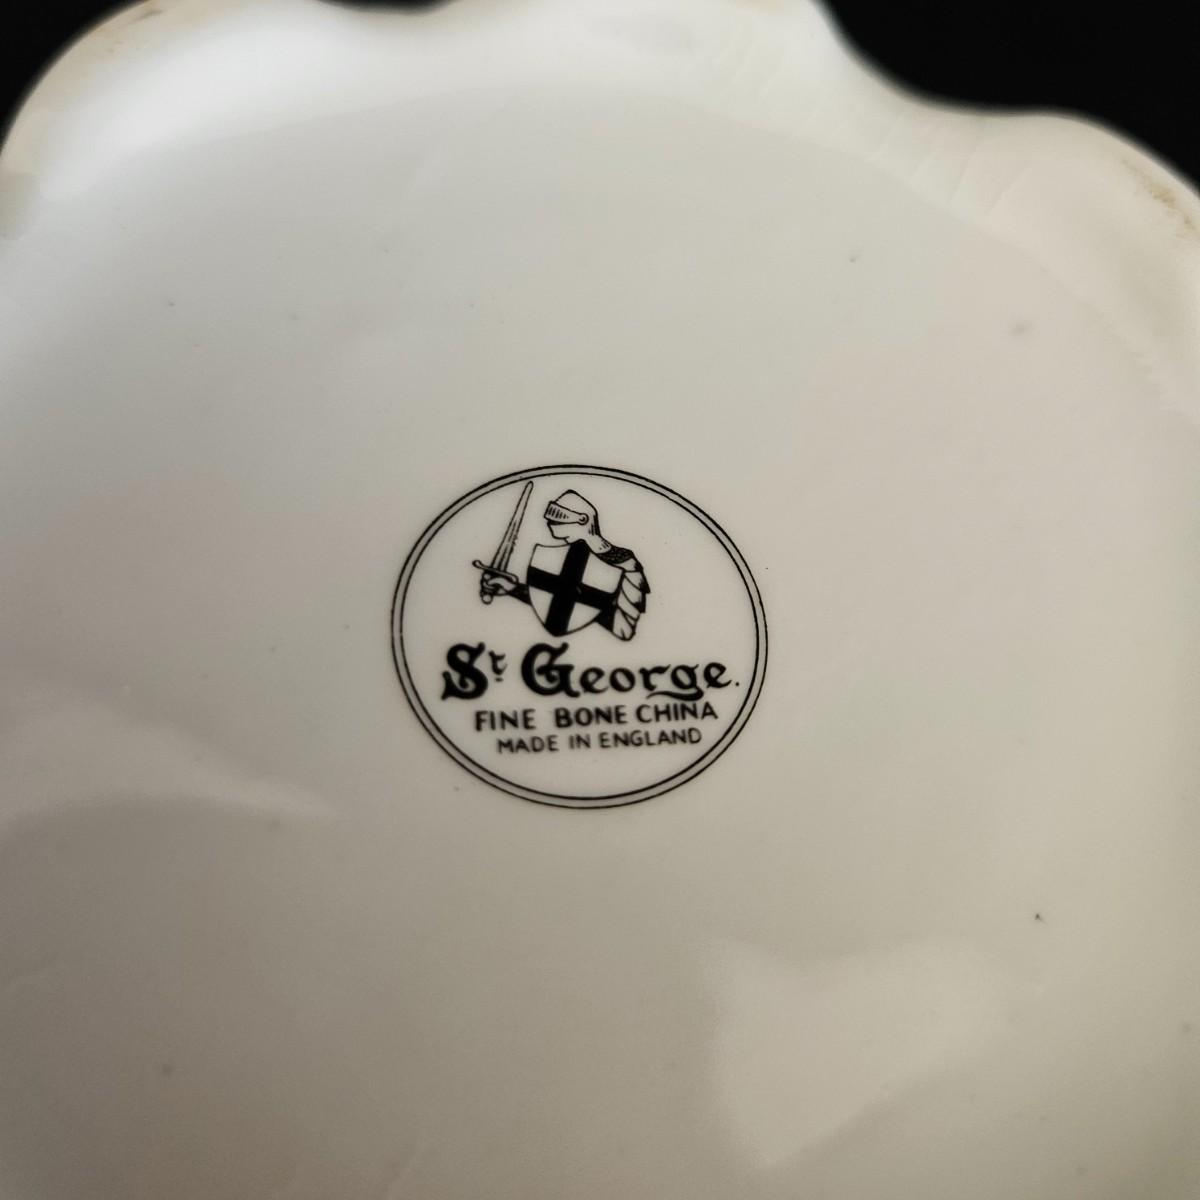 St George.
FINE BONE CHINA
MADE IN ENGLAND